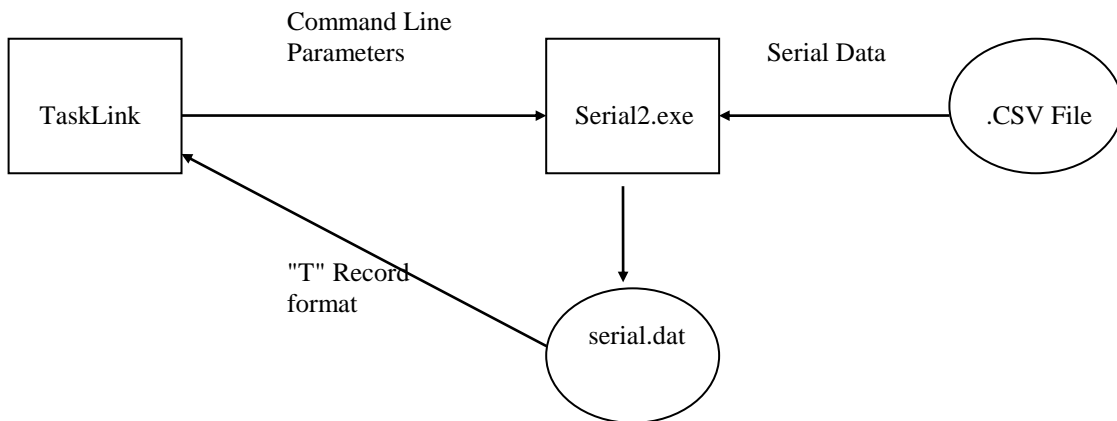 Command Line
Parameters
Serial Data
TaskLink
Serial2.exe
.CSV File
"T" Record
format
serial.dat